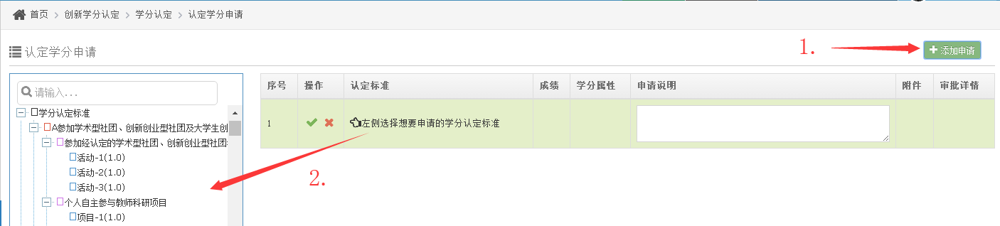 首页 > 创新学分认定 > 学分认定 > 认定学分申请
认定学分申请
1.
添加申请
请输入...
学分认定标准
A参加学术型社团、创新创业型社团及大学生创
参加经认定的学术型社团、创新创业型社团
活动-1(1.0)
活动-2(1.0)
活动-3(1.0)
个人自主参与教师科研项目
项目-1(1.0)
序号 操作 认定标准 成绩 学分属性 申请说明 附件 审批详情
1 左侧选择想要申请的学分认定标准
2.